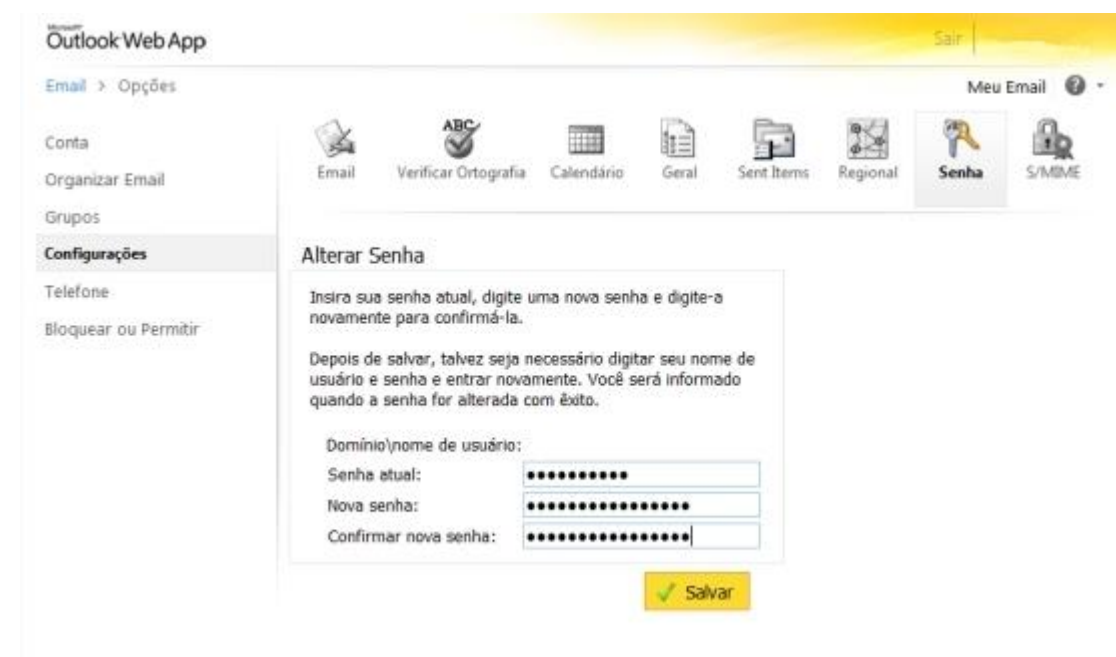 Microsoft
Outlook Web App
Sair
Email > Opções
Meu Email
Conta
Organizar Email
Grupos
Configurações
Telefone
Bloquear ou Permitir
ABC
Email
Verificar Ortografia
Calendário
Geral
Sent Items
Regional
Senha
S/MIME
Alterar Senha
Insira sua senha atual, digite uma nova senha e digite-a
novamente para confirmá-la.
Depois de salvar, talvez seja necessário digitar seu nome de
usuário e senha e entrar novamente. Você será informado
quando a senha for alterada com êxito.
Domínio\nome de usuário:
Senha atual: ••••••••••
Nova senha: ••••••••••••••••
Confirmar nova senha: ••••••••••••••••
Salvar